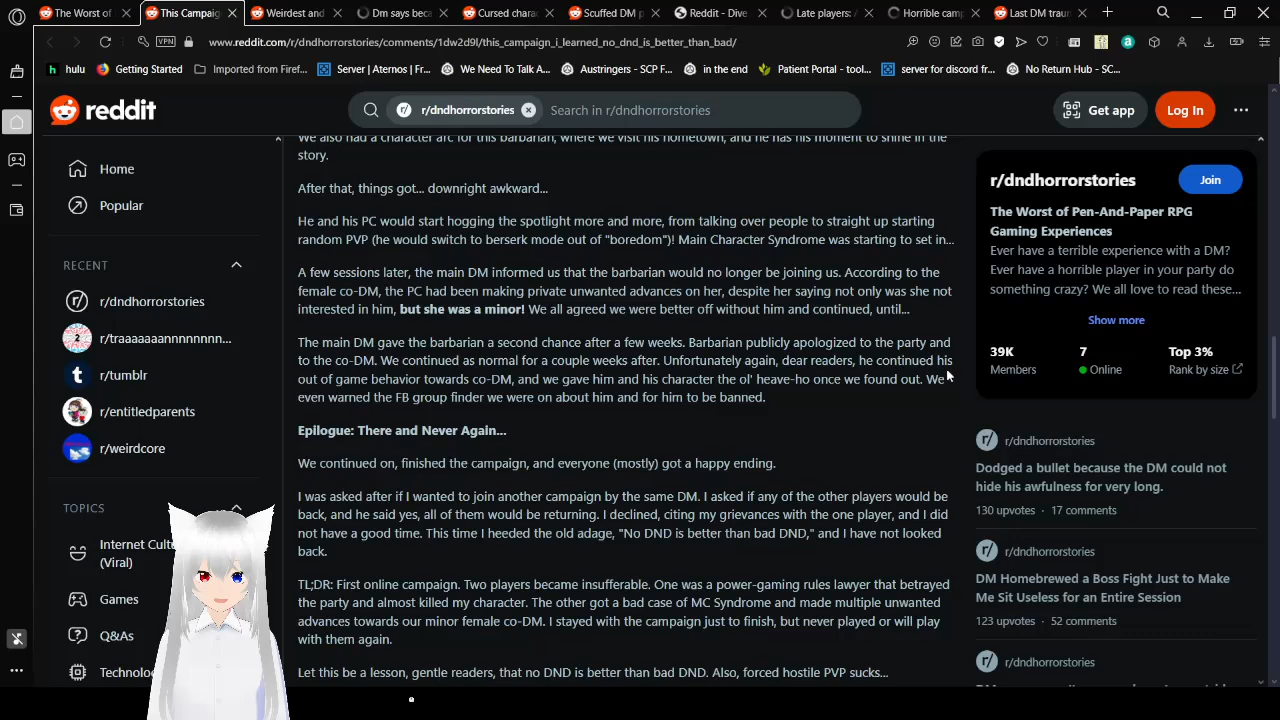 The Worst of
This Campaig
Weirdest and
Dm says beca
Cursed chara
Scuffed DM p
Reddit - Dive
Late players: A
Horrible camp
Last DM traun
VPN
www.reddit.com/r/dndhorrorstories/comments/1dw2d9l/this_campaign_i_learned_no_dnd_is_better_than_bad/
hulu
Getting Started
Imported from Firef...
Server | Aternos | Fr...
We Need To Talk A...
Austringers - SCP F...
in the end
Patient Portal - tool...
server for discord fr...
No Return Hub - SC...
reddit
r/dndhorrorstories
Search in r/dndhorrorstories
Get app
Log In
Home
Popular
RECENT
r/dndhorrorstories
r/traaaaaaannnnnnnn...
r/tumblr
r/entitledparents
r/weirdcore
TOPICS
Internet Cult
(Viral)
Games
Q&As
Technolo
We also had a character arc for this barbarian, where we visit his hometown, and he has his moment to shine in the
story.
After that, things got... downright awkward...
He and his PC would start hogging the spotlight more and more, from talking over people to straight up starting
random PVP (he would switch to berserk mode out of "boredom")! Main Character Syndrome was starting to set in...
A few sessions later, the main DM informed us that the barbarian would no longer be joining us. According to the
female co-DM, the PC had been making private unwanted advances on her, despite her saying not only was she not
interested in him, but she was a minor! We all agreed we were better off without him and continued, until...
The main DM gave the barbarian a second chance after a few weeks. Barbarian publicly apologized to the party and
to the co-DM. We continued as normal for a couple weeks after. Unfortunately again, dear readers, he continued his
out of game behavior towards co-DM, and we gave him and his character the ol' heave-ho once we found out. We
even warned the FB group finder we were on about him and for him to be banned.
Epilogue: There and Never Again...
We continued on, finished the campaign, and everyone (mostly) got a happy ending.
I was asked after if I wanted to join another campaign by the same DM. I asked if any of the other players would be
back, and he said yes, all of them would be returning. I declined, citing my grievances with the one player, and I did
not have a good time. This time I heeded the old adage, "No DND is better than bad DND," and I have not looked
back.
TL;DR: First online campaign. Two players became insufferable. One was a power-gaming rules lawyer that betrayed
the party and almost killed my character. The other got a bad case of MC Syndrome and made multiple unwanted
advances towards our minor female co-DM. I stayed with the campaign just to finish, but never played or will play
with them again.
Let this be a lesson, gentle readers, that no DND is better than bad DND. Also, forced hostile PVP sucks...
r/dndhorrorstories
Join
The Worst of Pen-And-Paper RPG
Gaming Experiences
Ever have a terrible experience with a DM?
Ever have a horrible player in your party do
something crazy? We all love to read these...
Show more
39K
Members
7
Online
Top 3%
Rank by size
r/dndhorrorstories
Dodged a bullet because the DM could not
hide his awfulness for very long.
130 upvotes · 17 comments
r/dndhorrorstories
DM Homebrewed a Boss Fight Just to Make
Me Sit Useless for an Entire Session
123 upvotes · 52 comments
r/dndhorrorstories